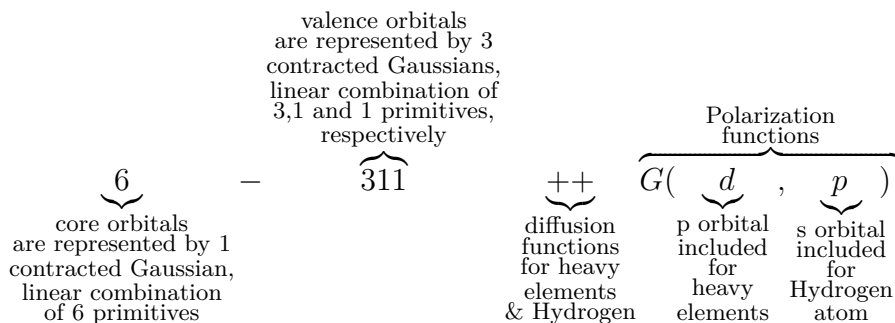 valence orbitals
are represented by 3
contracted Gaussians,
linear combination of
3,1 and 1 primitives,
respectively
Polarization
functions
6 − 311 ++ G( d , p )
core orbitals
are represented by 1
contracted Gaussian,
linear combination
of 6 primitives
diffusion
functions
for heavy
elements
& Hydrogen
p orbital
included
for
heavy
elements
s orbital
included
for
Hydrogen
atom